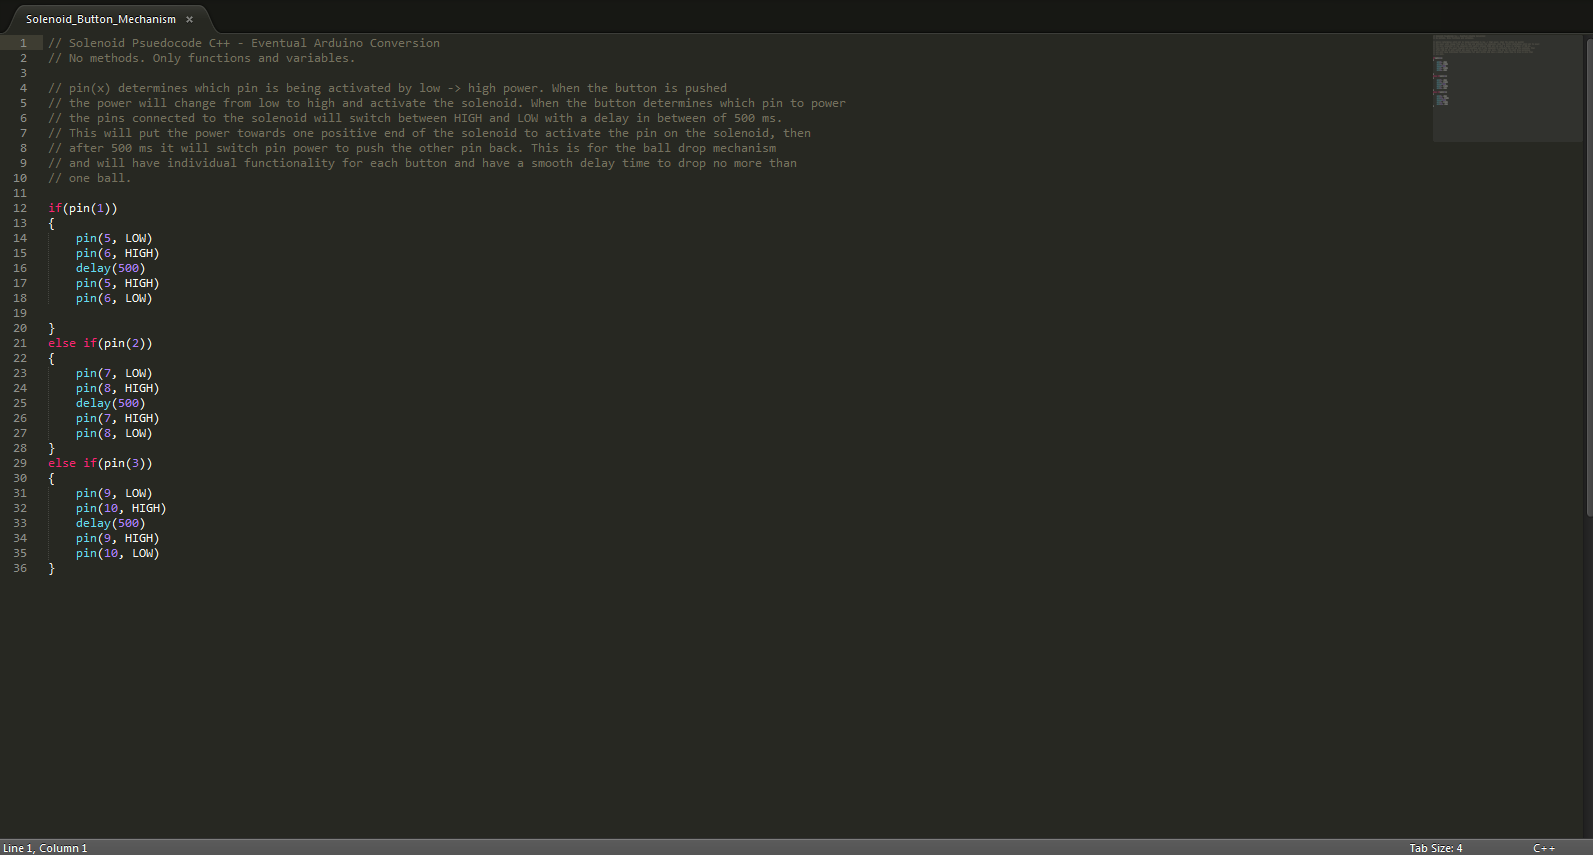 Solenoid_Button_Mechanism ×
1 // Solenoid Psuedocode C++ - Eventual Arduino Conversion
2 // No methods. Only functions and variables.
3
4 // pin(x) determines which pin is being activated by low -> high power. When the button is pushed
5 // the power will change from low to high and activate the solenoid. When the button determines which pin to power
6 // the pins connected to the solenoid will switch between HIGH and LOW with a delay in between of 500 ms.
7 // This will put the power towards one positive end of the solenoid to activate the pin on the solenoid, then
8 // after 500 ms it will switch pin power to push the other pin back. This is for the ball drop mechanism
9 // and will have individual functionality for each button and have a smooth delay time to drop no more than
10 // one ball.
11
12 if(pin(1))
13 {
14 pin(5, LOW)
15 pin(6, HIGH)
16 delay(500)
17 pin(5, HIGH)
18 pin(6, LOW)
19
20 }
21 else if(pin(2))
22 {
23 pin(7, LOW)
24 pin(8, HIGH)
25 delay(500)
26 pin(7, HIGH)
27 pin(8, LOW)
28 }
29 else if(pin(3))
30 {
31 pin(9, LOW)
32 pin(10, HIGH)
33 delay(500)
34 pin(9, HIGH)
35 pin(10, LOW)
36 }
Line 1, Column 1 Tab Size: 4 C++